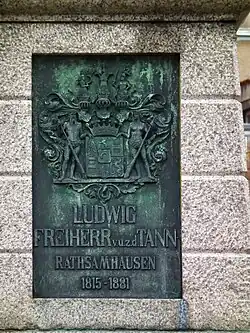 LUDWIG
FREIHERR v.u.z.d. TANN
RATHSAMHAUSEN
1815-1881